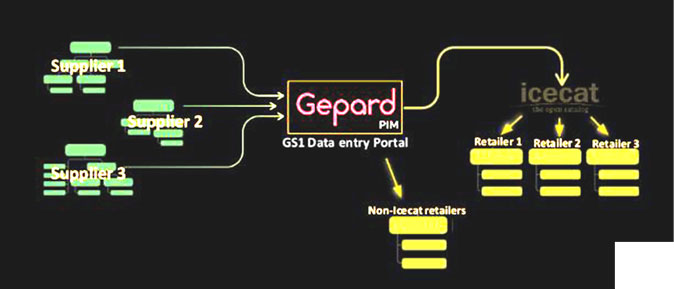 Supplier 1
Supplier 2
Supplier 3
Gepard
PIM
GS1 Data entry Portal
icecat
the open catalog
Retailer 1 Retailer 2 Retailer 3
Non-Icecat retailers